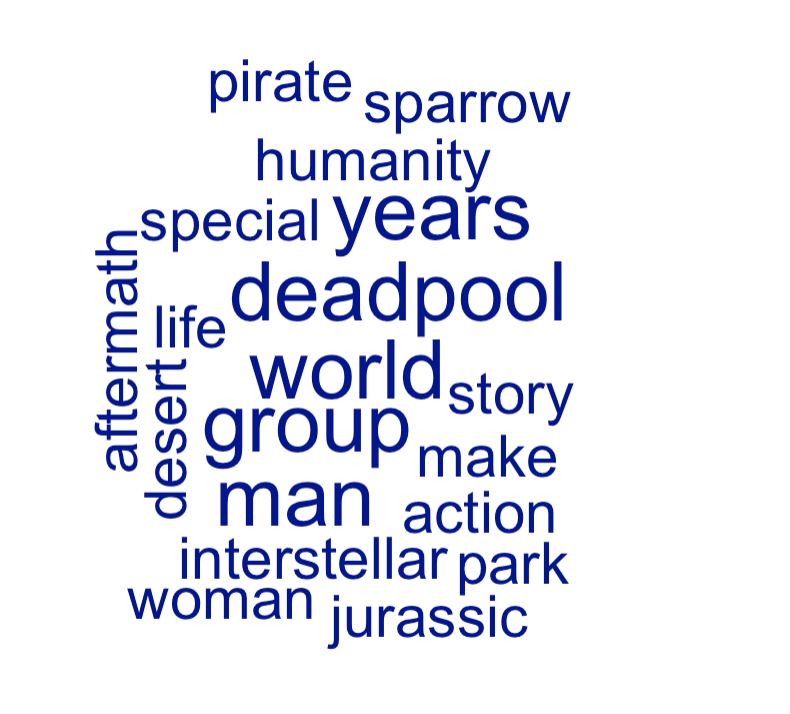 pirate
sparrow
humanity
special
years
aftermath
deadpool
life
world
desert
story
group
make
man
action
interstellar
park
woman
jurassic